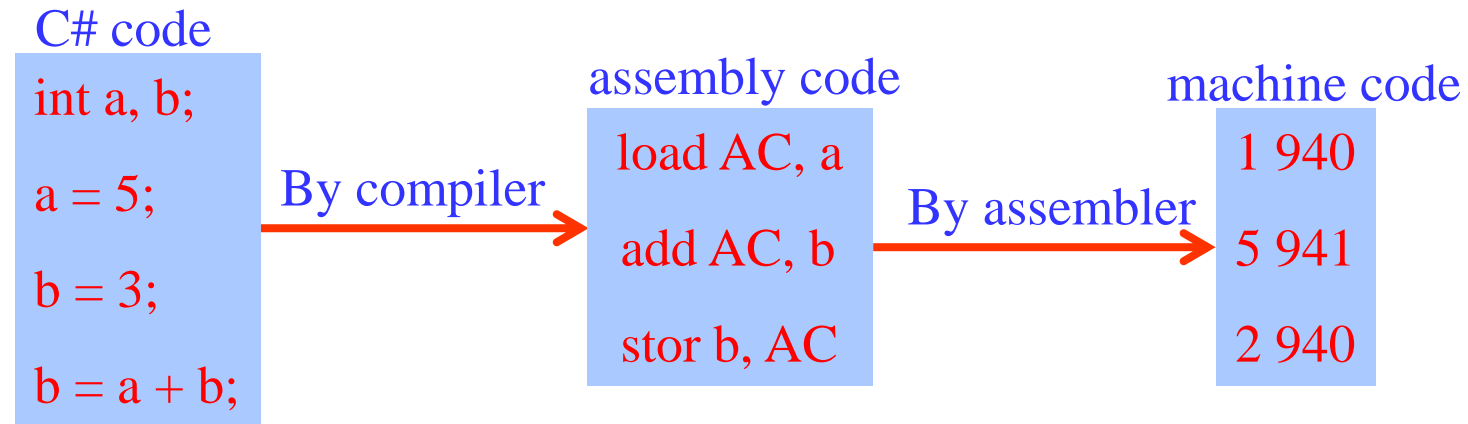 C# code
int a, b;
a = 5;
b = 3;
b = a + b;
By compiler
assembly code
load AC, a
add AC, b
stor b, AC
By assembler
machine code
1 940
5 941
2 940